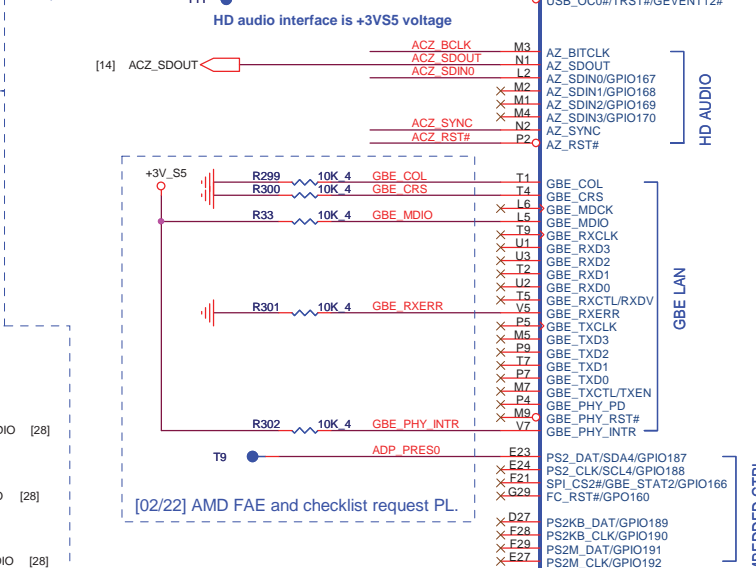 HD audio interface is +3VS5 voltage
USB_OC0#/TRST#/GEVENT12#
[14] ACZ_SDOUT
ACZ_BCLK M3 AZ_BITCLK
ACZ_SDOUT N1 AZ_SDOUT
ACZ_SDIN0 L2 AZ_SDIN0/GPIO167
M2 AZ_SDIN1/GPIO168
M1 AZ_SDIN2/GPIO169
M4 AZ_SDIN3/GPIO170
ACZ_SYNC N2 AZ_SYNC
ACZ_RST# P2 AZ_RST#
HD AUDIO
+3V_S5
R299 10K_4 GBE_COL T1 GBE_COL
R300 10K_4 GBE_CRS T4 GBE_CRS
L6 GBE_MDCK
R33 10K_4 GBE_MDIO L5 GBE_MDIO
T9 GBE_RXCLK
U1 GBE_RXD3
U3 GBE_RXD2
T2 GBE_RXD1
U2 GBE_RXD0
T5 GBE_RXCTL/RXDV
R301 10K_4 GBE_RXERR V5 GBE_RXERR
P5 GBE_TXCLK
M5 GBE_TXD3
P9 GBE_TXD2
T7 GBE_TXD1
P7 GBE_TXD0
M7 GBE_TXCTL/TXEN
P4 GBE_PHY_PD
M9 GBE_PHY_RST#
R302 10K_4 GBE_PHY_INTR V7 GBE_PHY_INTR
GBE LAN
T9 ADP_PRES0 E23 PS2_DAT/SDA4/GPIO187
E24 PS2_CLK/SCL4/GPIO188
F21 SPI_CS2#/GBE_STAT2/GPIO166
G29 FC_RST#/GPO160
[02/22] AMD FAE and checklist request PL.
D27 PS2KB_DAT/GPIO189
F28 PS2KB_CLK/GPIO190
F29 PS2M_DAT/GPIO191
E27 PS2M_CLK/GPIO192
DIO [28]
[28]
DIO [28]